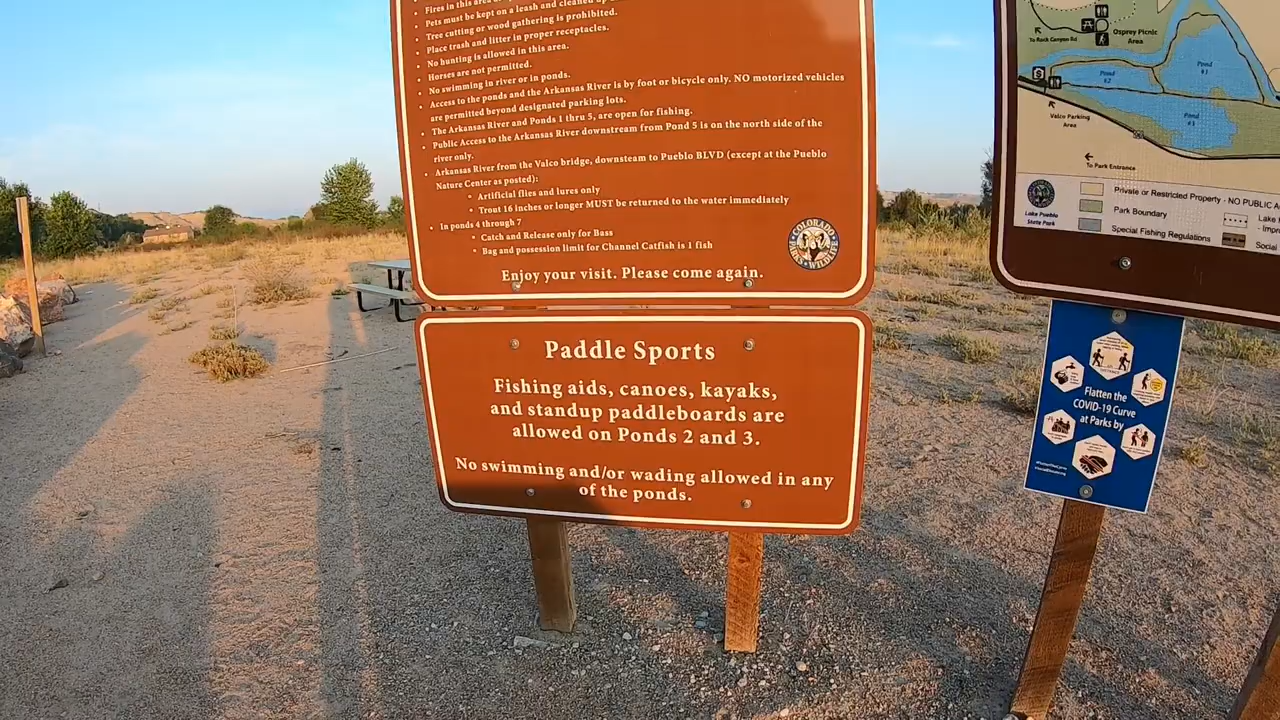 Fires in this area
Pets must be kept on a leash and cleaned up
Tree cutting or wood gathering is prohibited.
Place trash and litter in proper receptacles.
No hunting is allowed in this area.
Horses are not permitted.
No swimming in river or in ponds.
Access to the ponds and the Arkansas River is by foot or bicycle only. NO motorized vehicles
are permitted beyond designated parking lots.
The Arkansas River and Ponds 1 thru 5, are open for fishing.
Public Access to the Arkansas River downstream from Pond 5 is on the north side of the
river only.
Arkansas River from the Valco bridge, downsteam to Pueblo BLVD (except at the Pueblo
Nature Center as posted):
Artificial flies and lures only
Trout 16 inches or longer MUST be returned to the water immediately
In ponds 4 through 7
Catch and Release only for Bass
Bag and possession limit for Channel Catfish is 1 fish
Enjoy your visit. Please come again.
COLORADO
PARKS & WILDLIFE
Paddle Sports
Fishing aids, canoes, kayaks,
and standup paddleboards are
allowed on Ponds 2 and 3.
No swimming and/or wading allowed in any
of the ponds.
To Rock Canyon Rd
Osprey Picnic
Area
Pond
#2
Pond
Pond
#3
Valco Parking
Area
To Park Entrance
Lake Pueblo
State Park
Private or Restricted Property - NO PUBLIC
Park Boundary
Special Fishing Regulations
Lake
Social
Flatten the
COVID-19 Curve
at Parks by